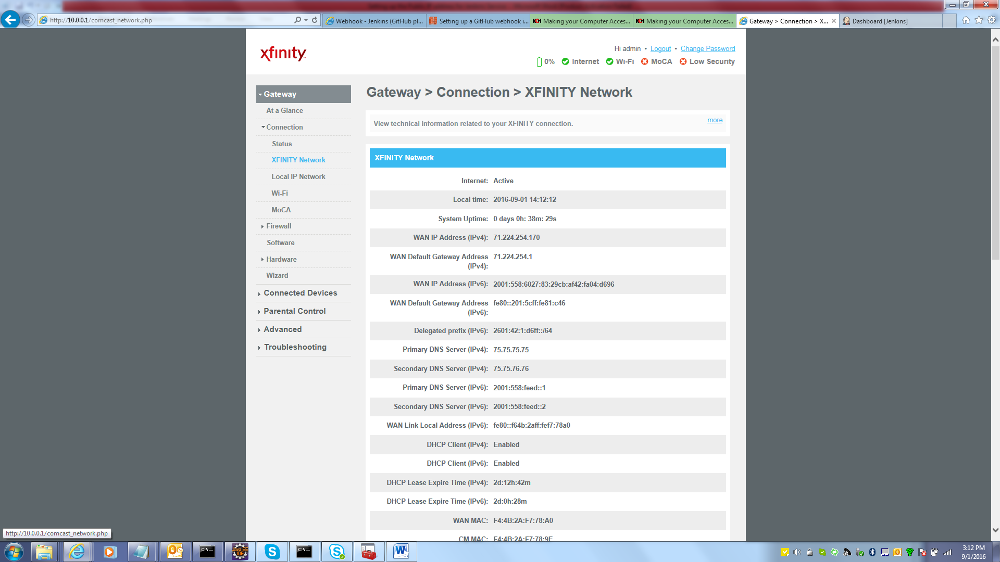 http://10.0.0.1/comcast_network.php
Webhook - Jenkins (GitHub pl...
Setting up a GitHub webhook i...
NCH Making your Computer Acces...
NCH Making your Computer Acces...
Gateway > Connection > X...
Dashboard [Jenkins]
xfinity
Hi admin • Logout • Change Password
0% Internet Wi-Fi MoCA Low Security
Gateway
At a Glance
Connection
Status
XFINITY Network
Local IP Network
Wi-Fi
MoCA
Firewall
Software
Hardware
Wizard
Connected Devices
Parental Control
Advanced
Troubleshooting
Gateway > Connection > XFINITY Network
View technical information related to your XFINITY connection.
more
XFINITY Network
Internet: Active
Local time: 2016-09-01 14:12:12
System Uptime: 0 days 0h: 38m: 29s
WAN IP Address (IPv4): 71.224.254.170
WAN Default Gateway Address 71.224.254.1
(IPv4):
WAN IP Address (IPv6): 2001:558:6027:83:29cb:af42:fa04:d696
WAN Default Gateway Address fe80::201:5cff:fe81:c46
(IPv6):
Delegated prefix (IPv6): 2601:42:1:d6ff::/64
Primary DNS Server (IPv4): 75.75.75.75
Secondary DNS Server (IPv4): 75.75.76.76
Primary DNS Server (IPv6): 2001:558:feed::1
Secondary DNS Server (IPv6): 2001:558:feed::2
WAN Link Local Address (IPv6): fe80::f64b:2aff:fef7:78a0
DHCP Client (IPv4): Enabled
DHCP Client (IPv6): Enabled
DHCP Lease Expire Time (IPv4): 2d:12h:42m
DHCP Lease Expire Time (IPv6): 2d:0h:28m
WAN MAC: F4:4B:2A:F7:78:A0
CM MAC: F4:4B:2A:F7:78:9E
http://10.0.0.1/comcast_network.php
C:\_
Java EE
IDE
C:\_
3:12 PM
9/1/2016